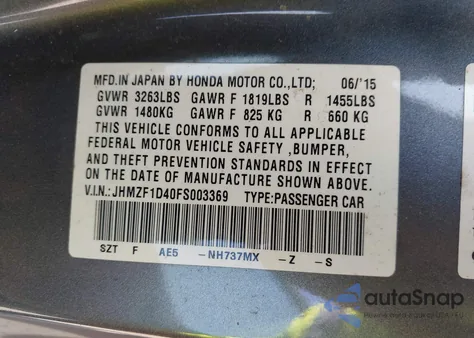 MFD.IN JAPAN BY HONDA MOTOR CO.,LTD; 06/'15
GVWR 3263LBS GAWR F 1819LBS R 1455LBS
GVWR 1480KG GAWR F 825 KG R 660 KG
THIS VEHICLE CONFORMS TO ALL APPLICABLE
FEDERAL MOTOR VEHICLE SAFETY ,BUMPER,
AND THEFT PREVENTION STANDARDS IN EFFECT
ON THE DATE OF MANUFACTURE SHOWN ABOVE.
V.I.N.:JHMZF1D40FS003369 TYPE:PASSENGER CAR
SZT F AE5 -NH737MX -Z -S
autoSnap